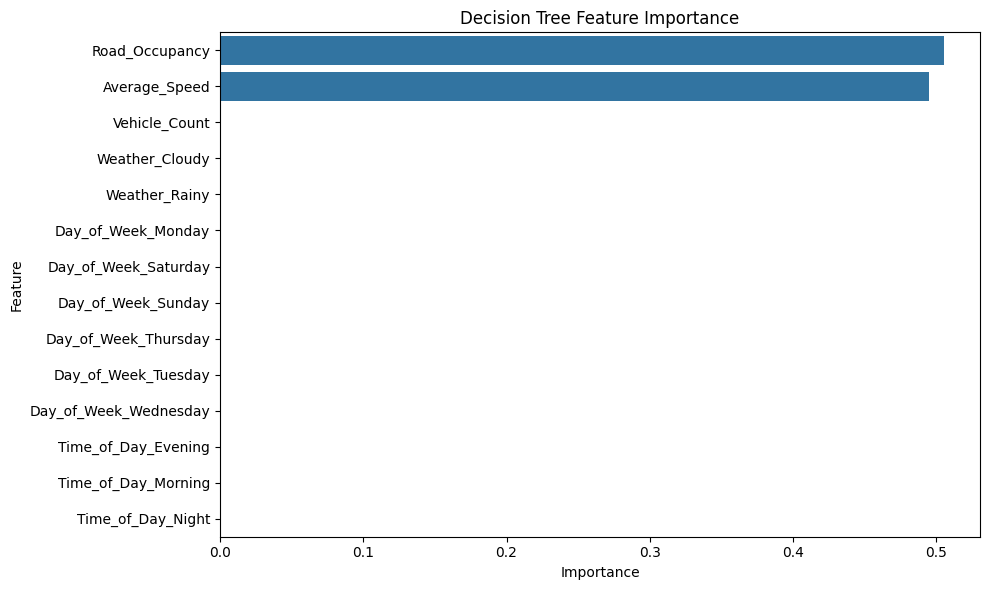 Decision Tree Feature Importance
Road_Occupancy
Average_Speed
Vehicle_Count
Weather_Cloudy
Weather_Rainy
Day_of_Week_Monday
Day_of_Week_Saturday
Day_of_Week_Sunday
Day_of_Week_Thursday
Day_of_Week_Tuesday
Day_of_Week_Wednesday
Time_of_Day_Evening
Time_of_Day_Morning
Time_of_Day_Night
Feature
0.0 0.1 0.2 0.3 0.4 0.5
Importance